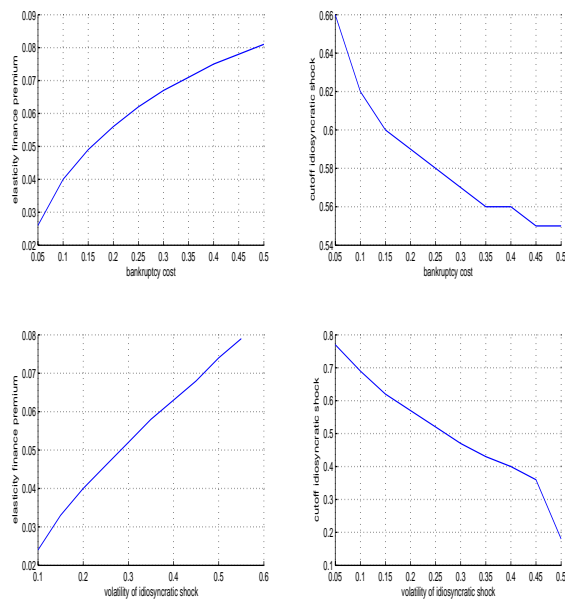 0.09
0.08
0.07
0.06
0.05
0.04
0.03
0.02
elasticity finance premium
0.05 0.1 0.15 0.2 0.25 0.3 0.35 0.4 0.45 0.5
bankruptcy cost
0.66
0.64
0.62
0.6
0.58
0.56
0.54
cutoff idiosyncratic shock
0.05 0.1 0.15 0.2 0.25 0.3 0.35 0.4 0.45 0.5
bankruptcy cost
0.08
0.07
0.06
0.05
0.04
0.03
0.02
elasticity finance premium
0.1 0.2 0.3 0.4 0.5 0.6
volatility of idiosyncratic shock
0.8
0.7
0.6
0.5
0.4
0.3
0.2
0.1
cutoff idiosyncratic shock
0.05 0.1 0.15 0.2 0.25 0.3 0.35 0.4 0.45 0.5
volatility of idiosyncratic shock